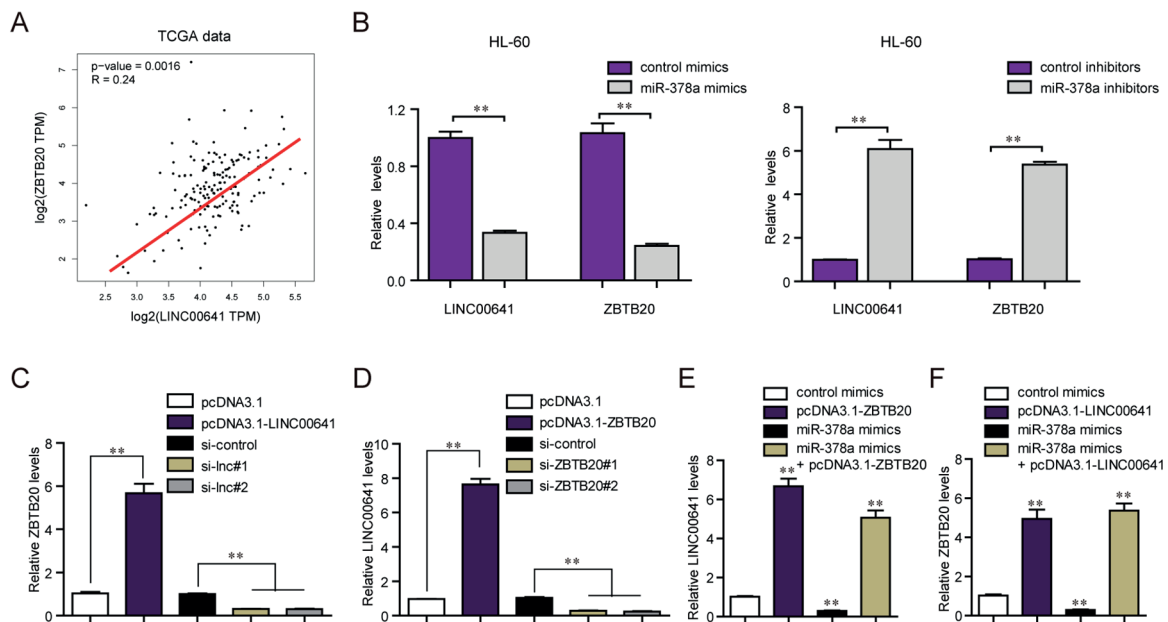 A
TCGA data
p-value = 0.0016
R = 0.24
log2(ZBTB20 TPM)
7
6
5
4
3
2
2.5 3.0 3.5 4.0 4.5 5.0 5.5
log2(LINC00641 TPM)
B
HL-60
control mimics
miR-378a mimics
Relative levels
1.2
0.8
0.4
0.0
**
**
LINC00641 ZBTB20
HL-60
control inhibitors
miR-378a inhibitors
Relative levels
8
6
4
2
0
**
**
LINC00641 ZBTB20
C
pcDNA3.1
pcDNA3.1-LINC00641
si-control
si-lnc#1
si-lnc#2
Relative ZBTB20 levels
8
6
4
2
0
**
**
D
pcDNA3.1
pcDNA3.1-ZBTB20
si-control
si-ZBTB20#1
si-ZBTB20#2
Relative LINC00641 levels
10
8
6
4
2
0
**
**
E
control mimics
pcDNA3.1-ZBTB20
miR-378a mimics
miR-378a mimics
+ pcDNA3.1-ZBTB20
Relative LINC00641 levels
8
6
4
2
0
**
**
**
F
control mimics
pcDNA3.1-LINC00641
miR-378a mimics
miR-378a mimics
+ pcDNA3.1-LINC00641
Relative ZBTB20 levels
8
6
4
2
0
**
**
**